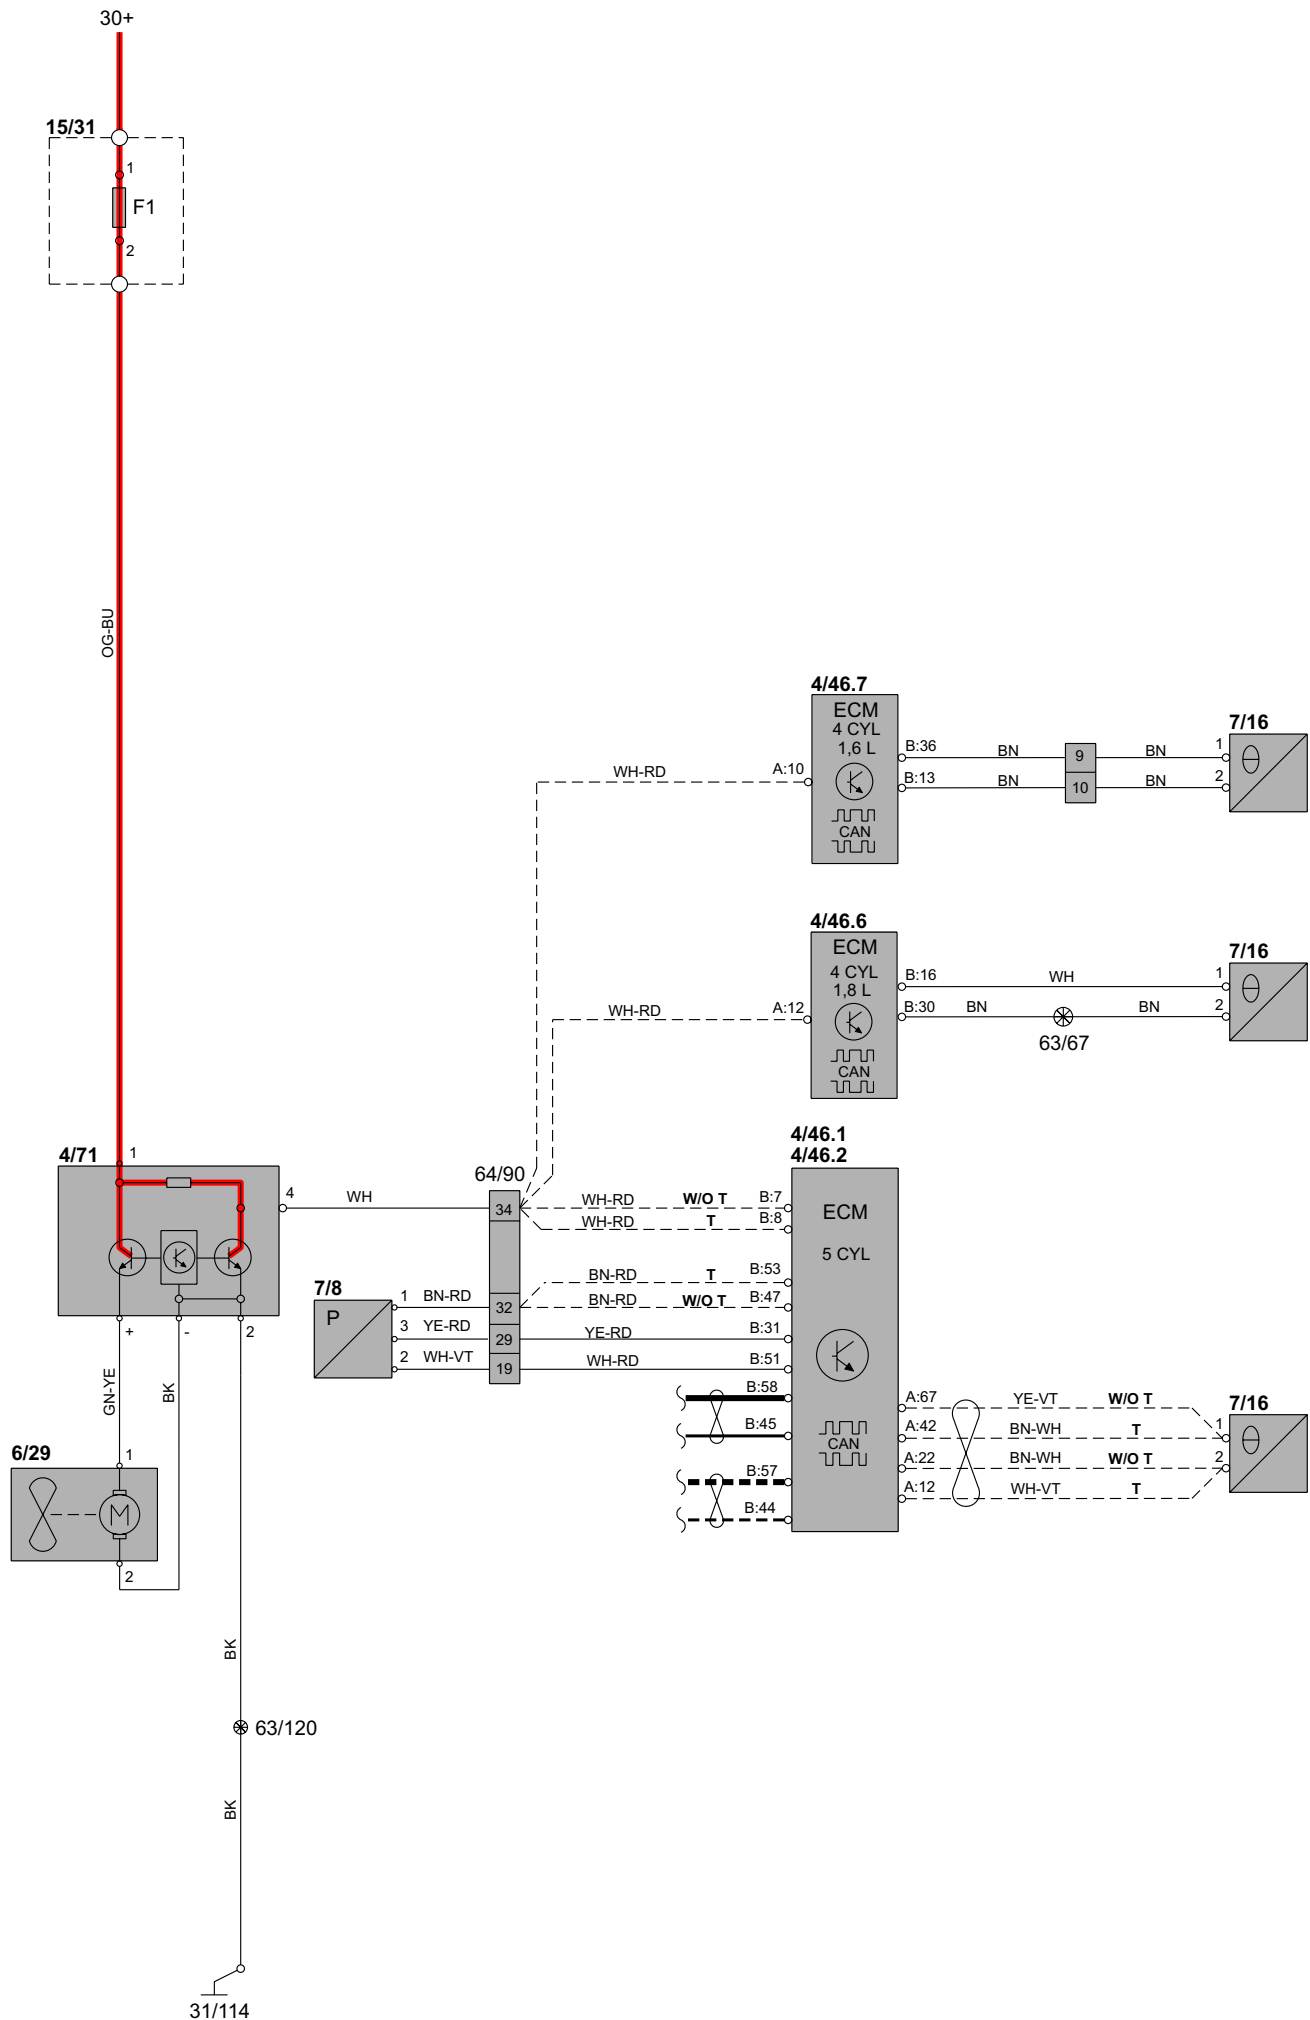 30+
15/31
1
F1
2
OG-BU
4/46.7
ECM
4 CYL
1,6 L
CAN
WH-RD
A:10
B:36
BN
9
BN
1
B:13
BN
10
BN
2
7/16
4/46.6
ECM
4 CYL
1,8 L
CAN
WH-RD
A:12
B:16
WH
1
B:30
BN
BN
2
63/67
7/16
4/46.1
4/46.2
4/71
1
4
WH
64/90
34
WH-RD
W/O T
B:7
WH-RD
T
B:8
ECM
5 CYL
BN-RD
T
B:53
7/8
P
1
BN-RD
32
BN-RD
W/O T
B:47
3
YE-RD
29
YE-RD
B:31
2
WH-VT
19
WH-RD
B:51
B:58
B:45
B:57
B:44
CAN
A:67
YE-VT
W/O T
1
A:42
BN-WH
T
A:22
BN-WH
W/O T
2
A:12
WH-VT
T
7/16
+
-
2
GN-YE
BK
6/29
1
M
2
BK
63/120
BK
31/114